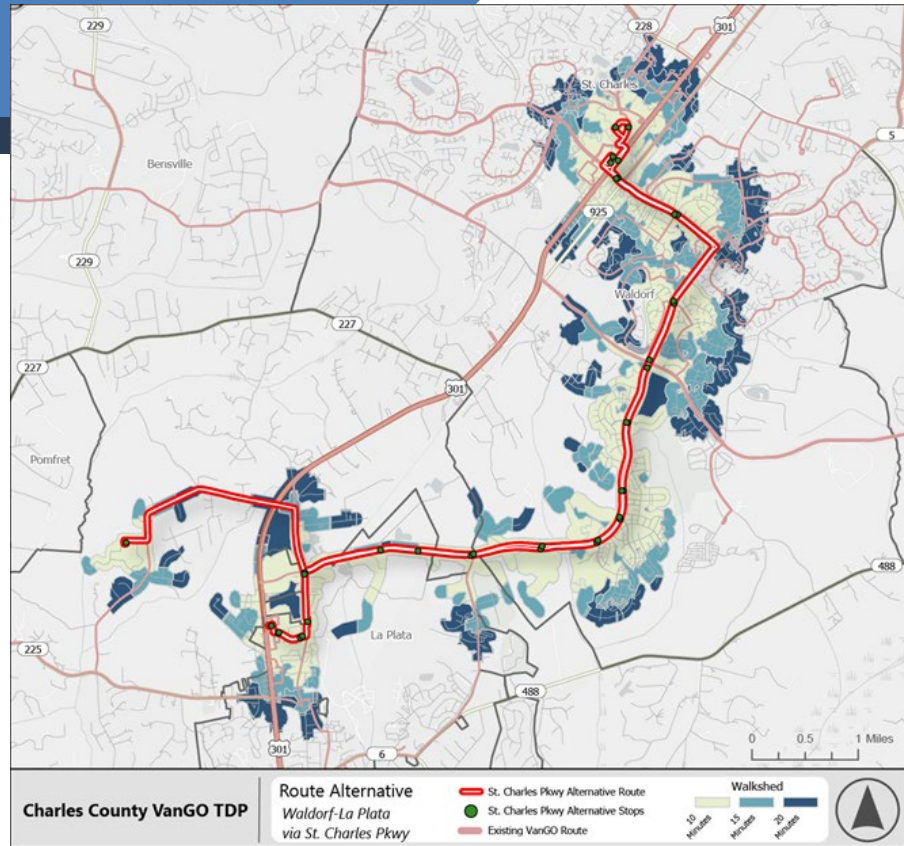 229
228
301
St. Charles
5
Bensville
925
229
Waldorf
227
227
301
Pomfret
488
La Plata
225
488
301
6
0 0.5 1 Miles
Charles County VanGO TDP
Route Alternative
Waldorf-La Plata
via St. Charles Pkwy
St. Charles Pkwy Alternative Route
St. Charles Pkwy Alternative Stops
Existing VanGO Route
Walkshed
10 Minutes
15 Minutes
20 Minutes